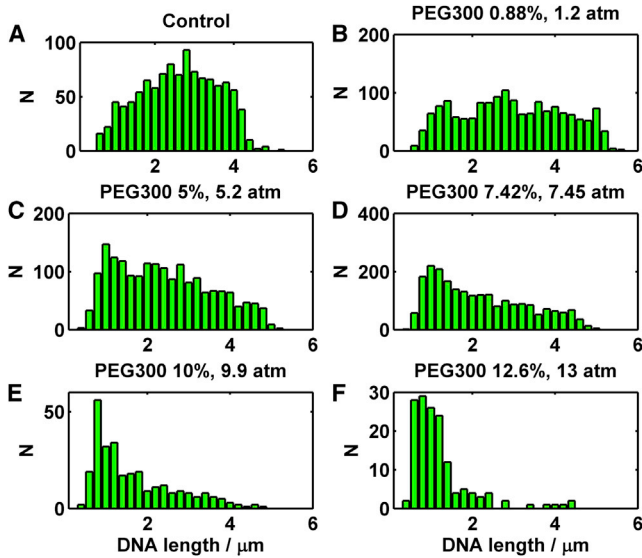 A
Control
N
100
50
0
2
4
6
B
PEG300 0.88%, 1.2 atm
N
200
100
0
2
4
6
C
PEG300 5%, 5.2 atm
N
200
100
0
2
4
6
D
PEG300 7.42%, 7.45 atm
N
400
200
0
2
4
6
E
PEG300 10%, 9.9 atm
N
50
0
2
4
6
DNA length / μm
F
PEG300 12.6%, 13 atm
N
30
20
10
0
2
4
6
DNA length / μm